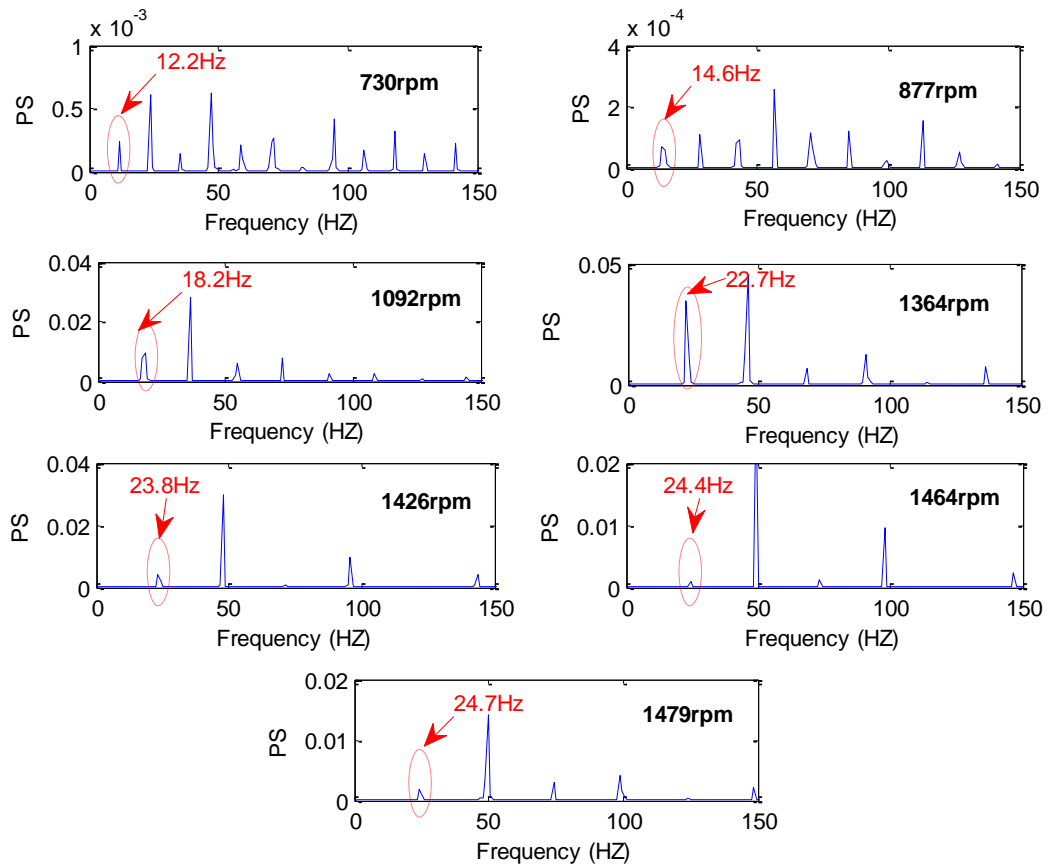 x 10^-3
1
0.5
0
PS
12.2Hz
730rpm
0 50 100 150
Frequency (HZ)
x 10^-4
4
2
0
PS
14.6Hz
877rpm
0 50 100 150
Frequency (HZ)
0.04
0.02
0
PS
18.2Hz
1092rpm
0 50 100 150
Frequency (HZ)
0.05
0
PS
22.7Hz
1364rpm
0 50 100 150
Frequency (HZ)
0.04
0.02
0
PS
23.8Hz
1426rpm
0 50 100 150
Frequency (HZ)
0.02
0.01
0
PS
24.4Hz
1464rpm
0 50 100 150
Frequency (HZ)
0.02
0.01
0
PS
24.7Hz
1479rpm
0 50 100 150
Frequency (HZ)